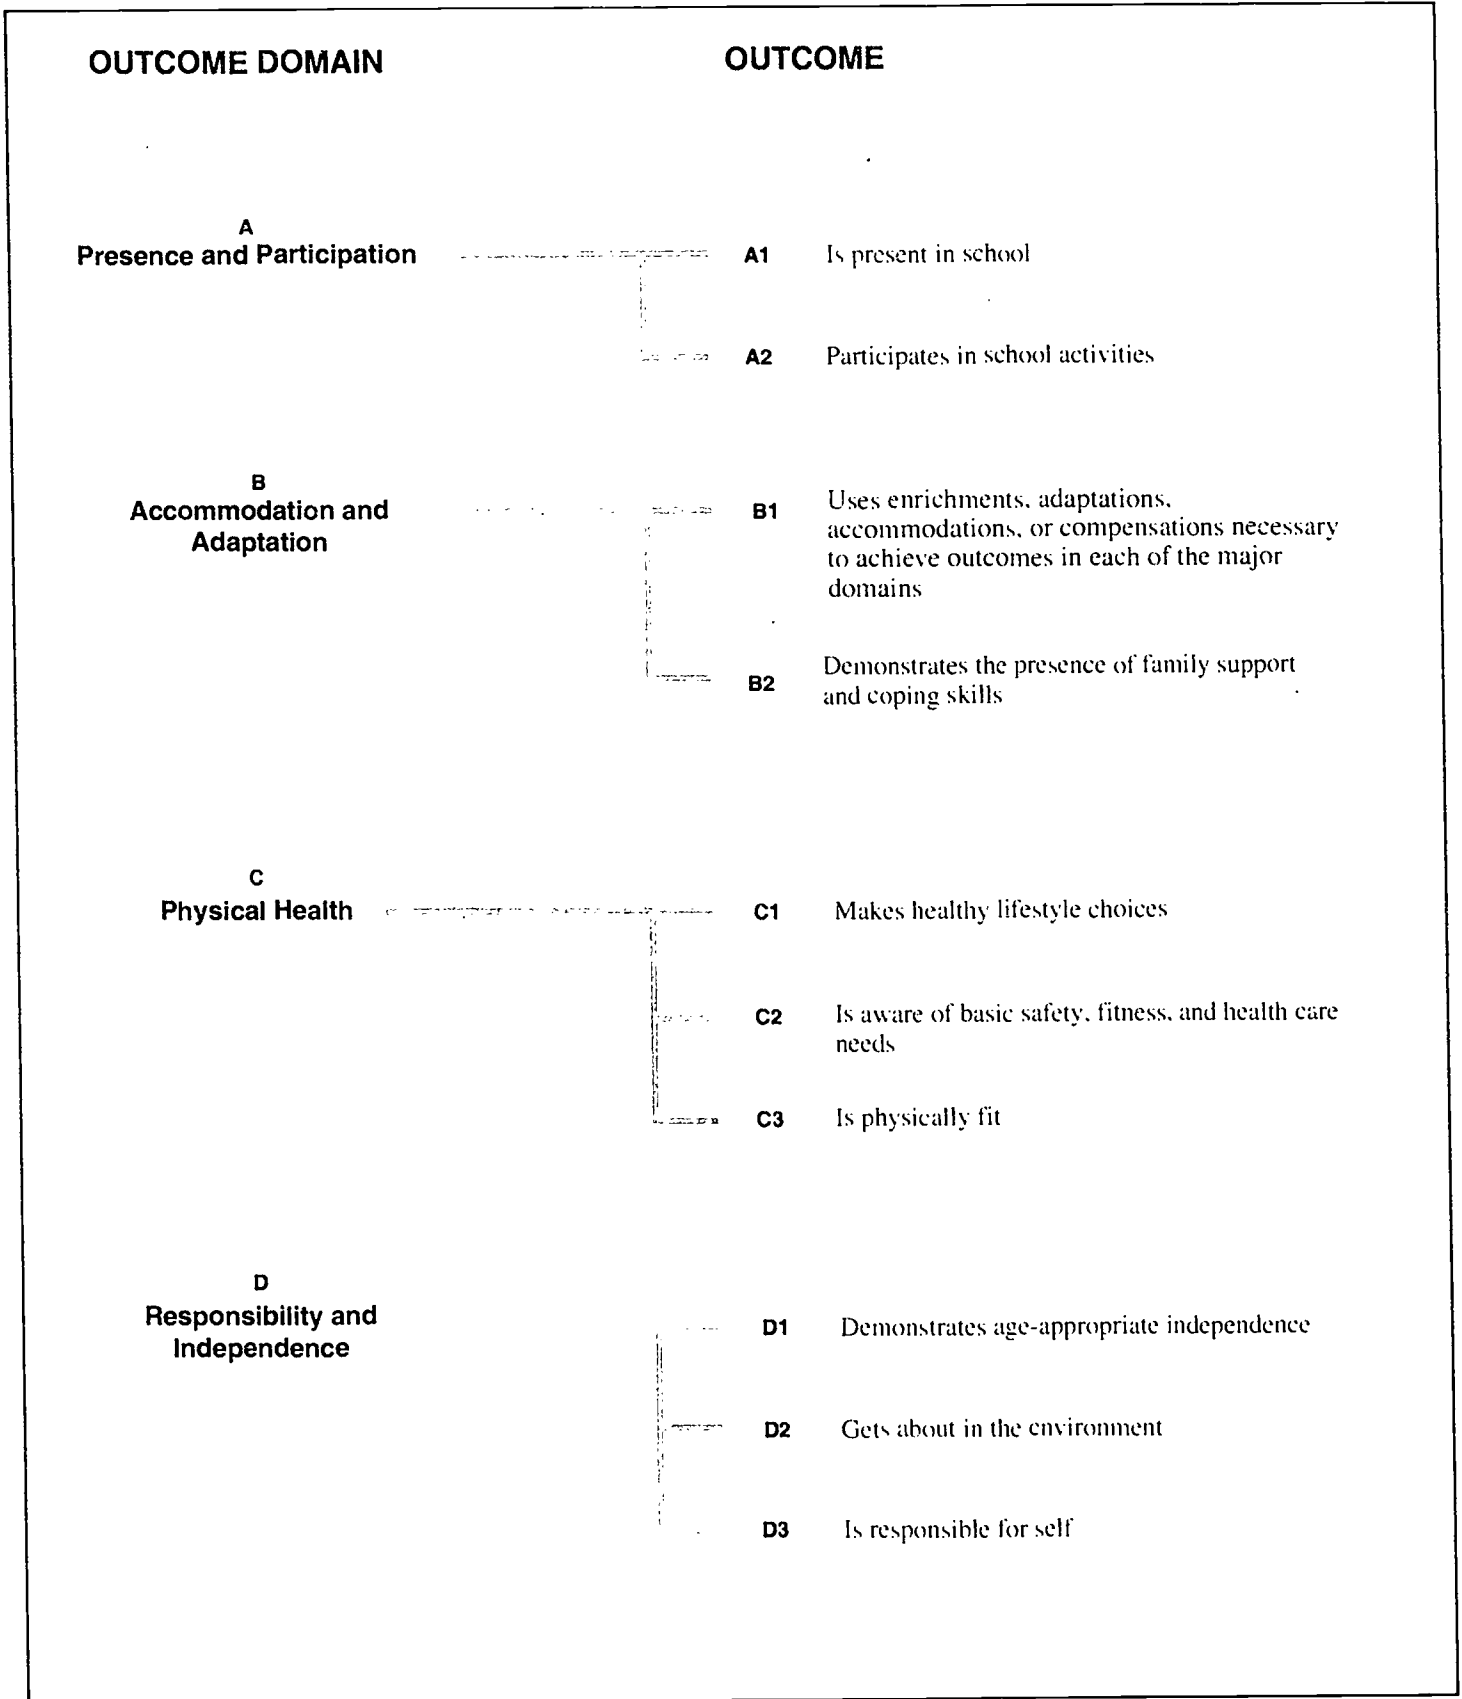 OUTCOME DOMAIN
OUTCOME
A
Presence and Participation
A1 Is present in school
A2 Participates in school activities
B
Accommodation and
Adaptation
B1 Uses enrichments, adaptations,
accommodations, or compensations necessary
to achieve outcomes in each of the major
domains
B2 Demonstrates the presence of family support
and coping skills
C
Physical Health
C1 Makes healthy lifestyle choices
C2 Is aware of basic safety, fitness, and health care
needs
C3 Is physically fit
D
Responsibility and
Independence
D1 Demonstrates age-appropriate independence
D2 Gets about in the environment
D3 Is responsible for self